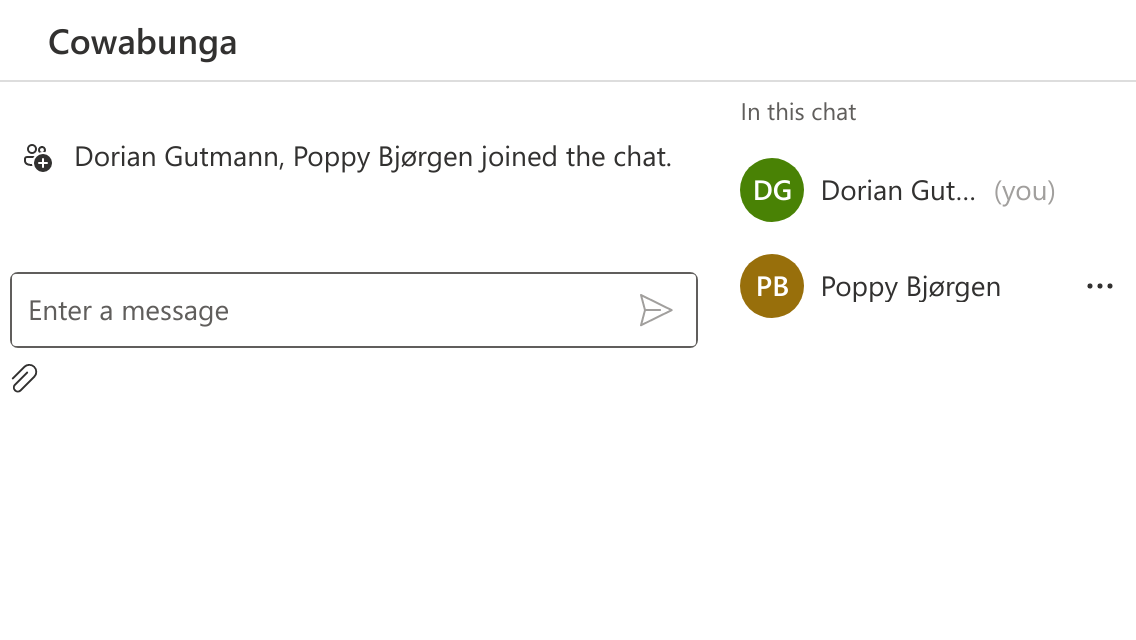 Cowabunga
Dorian Gutmann, Poppy Bjørgen joined the chat.
Enter a message
In this chat
DG Dorian Gut... (you)
PB Poppy Bjørgen